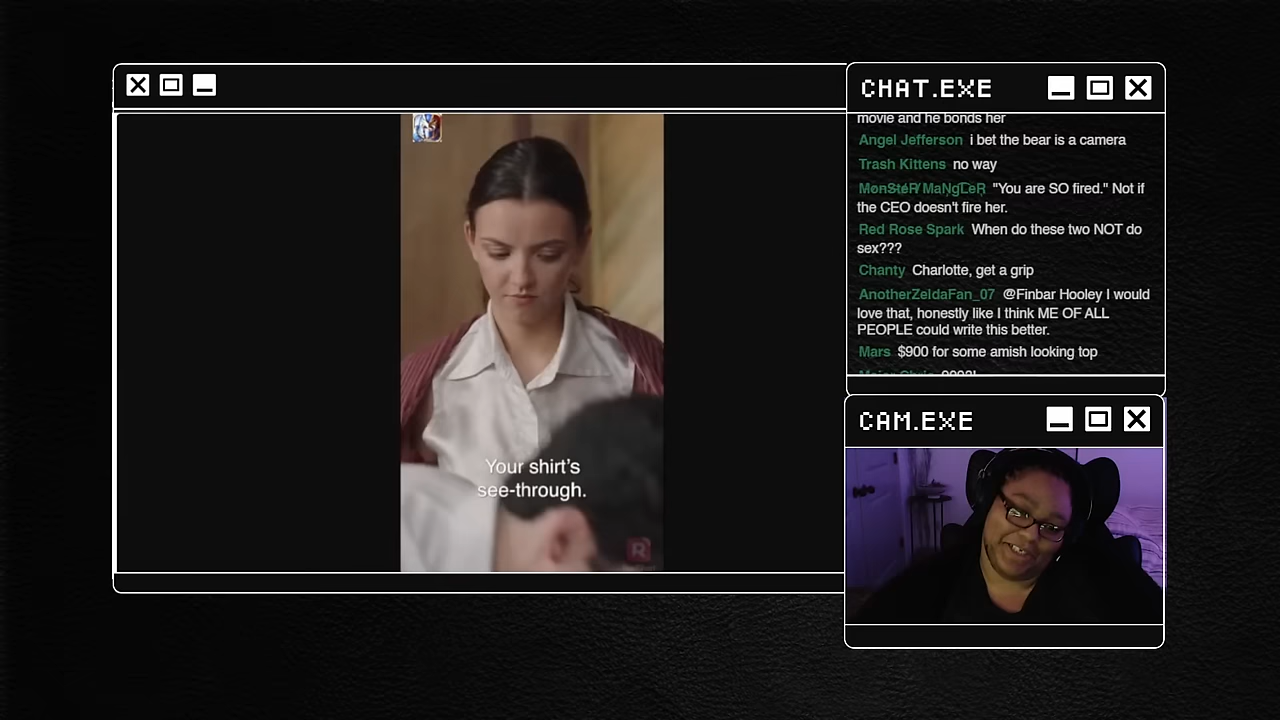 CHAT.EXE
movie and he bonds her
Angel Jefferson i bet the bear is a camera
Trash Kittens no way
MonSteR MaNgLeR "You are SO fired." Not if
the CEO doesn't fire her.
Red Rose Spark When do these two NOT do
sex???
Chanty Charlotte, get a grip
AnotherZeldaFan_07 @Finbar Hooley I would
love that, honestly like I think ME OF ALL
PEOPLE could write this better.
Mars $900 for some amish looking top
Your shirt's
see-through.
R
CAM.EXE